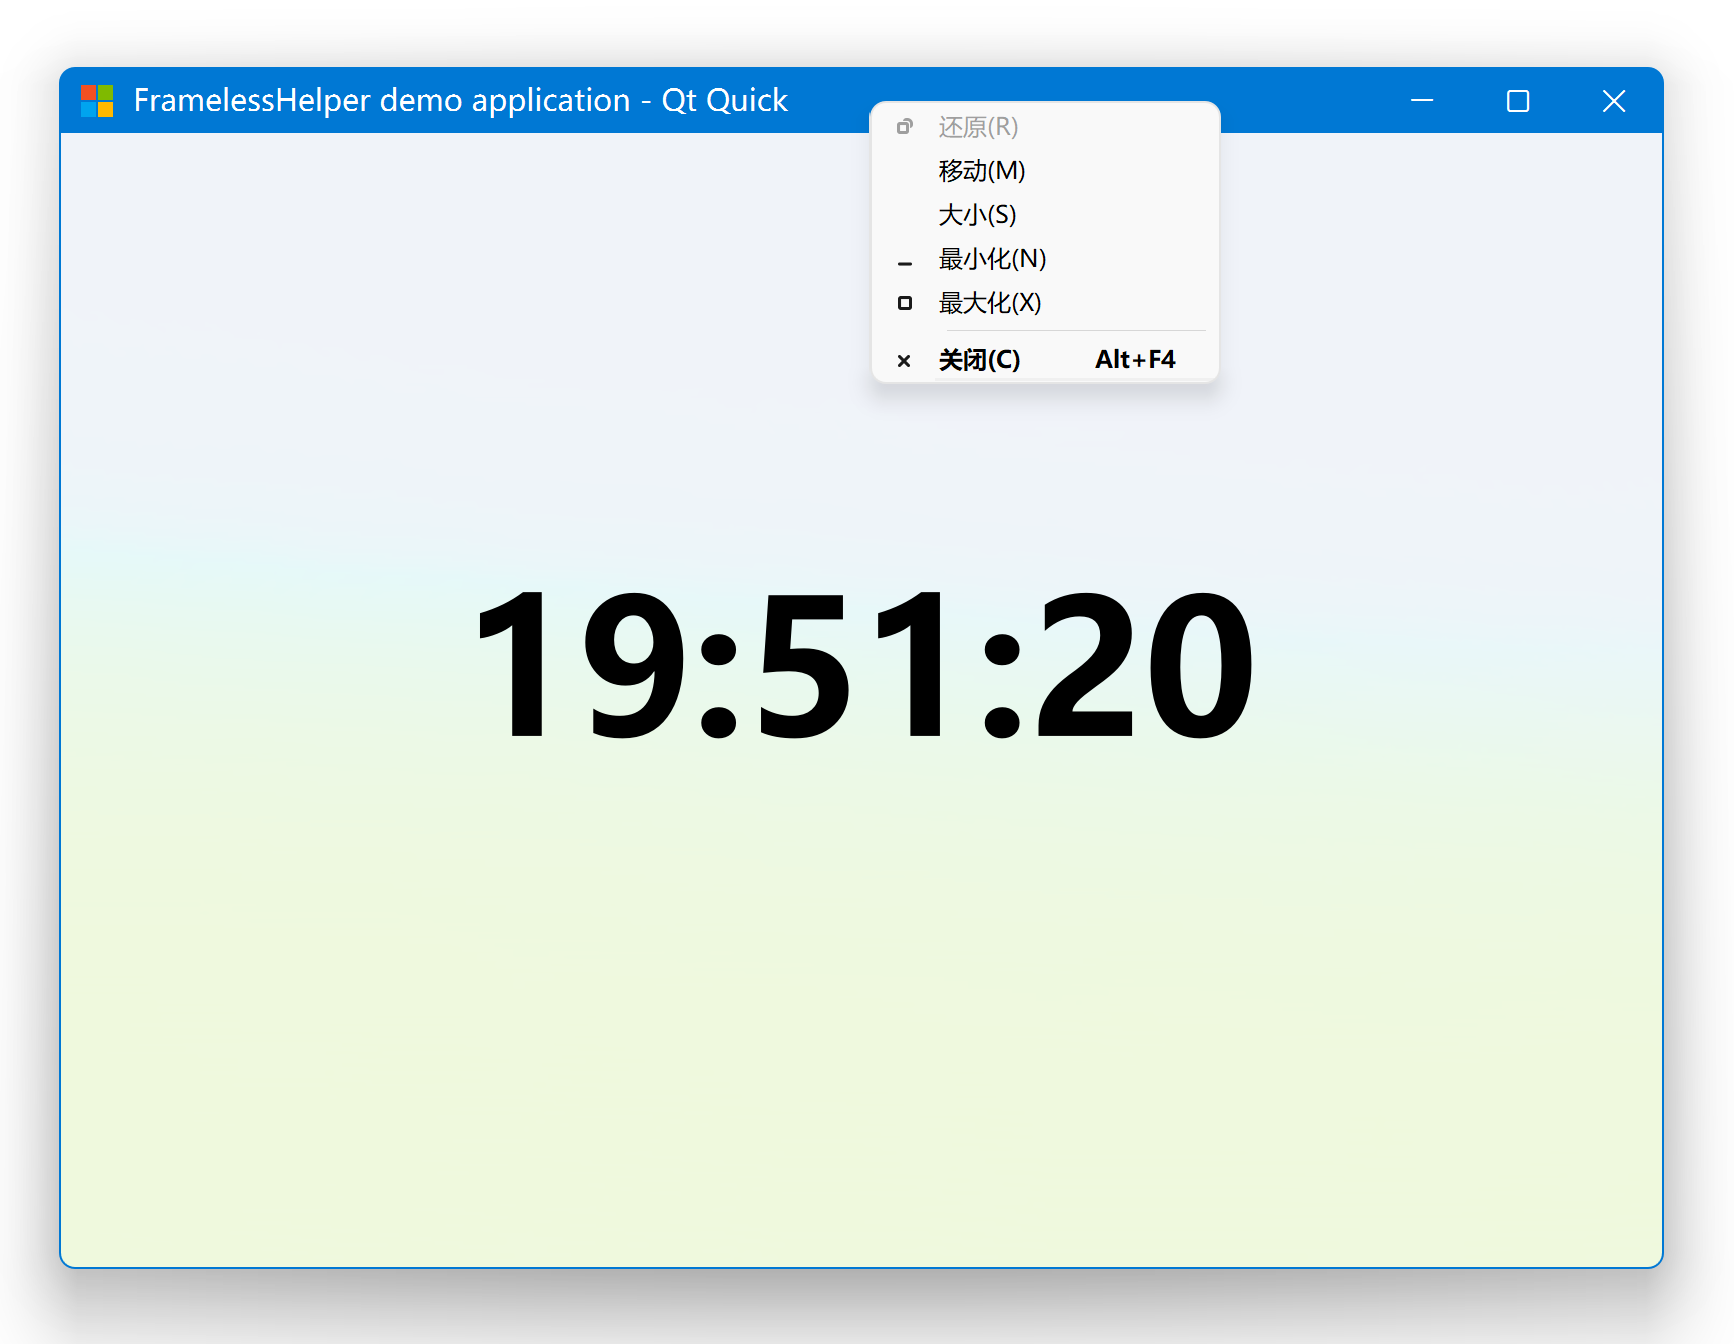 FramelessHelper demo application - Qt Quick
还原(R)
移动(M)
大小(S)
最小化(N)
最大化(X)
关闭(C) Alt+F4
19:51:20